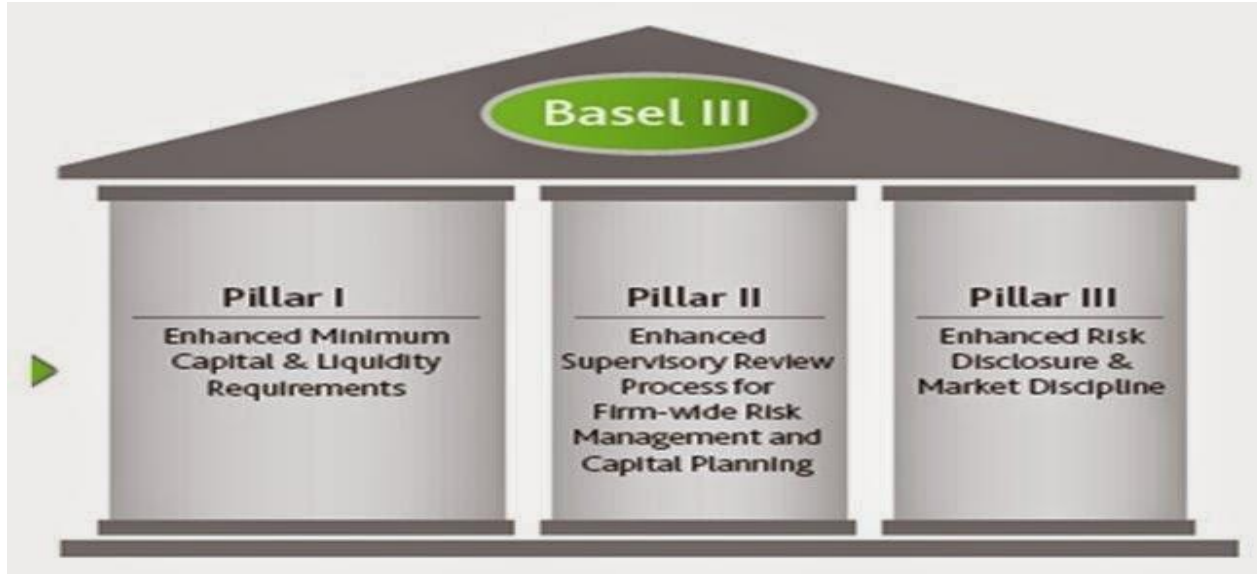 Basel III
Pillar I
Enhanced Minimum
Capital & Liquidity
Requirements
Pillar II
Enhanced
Supervisory Review
Process for
Firm-wide Risk
Management and
Capital Planning
Pillar III
Enhanced Risk
Disclosure &
Market Discipline